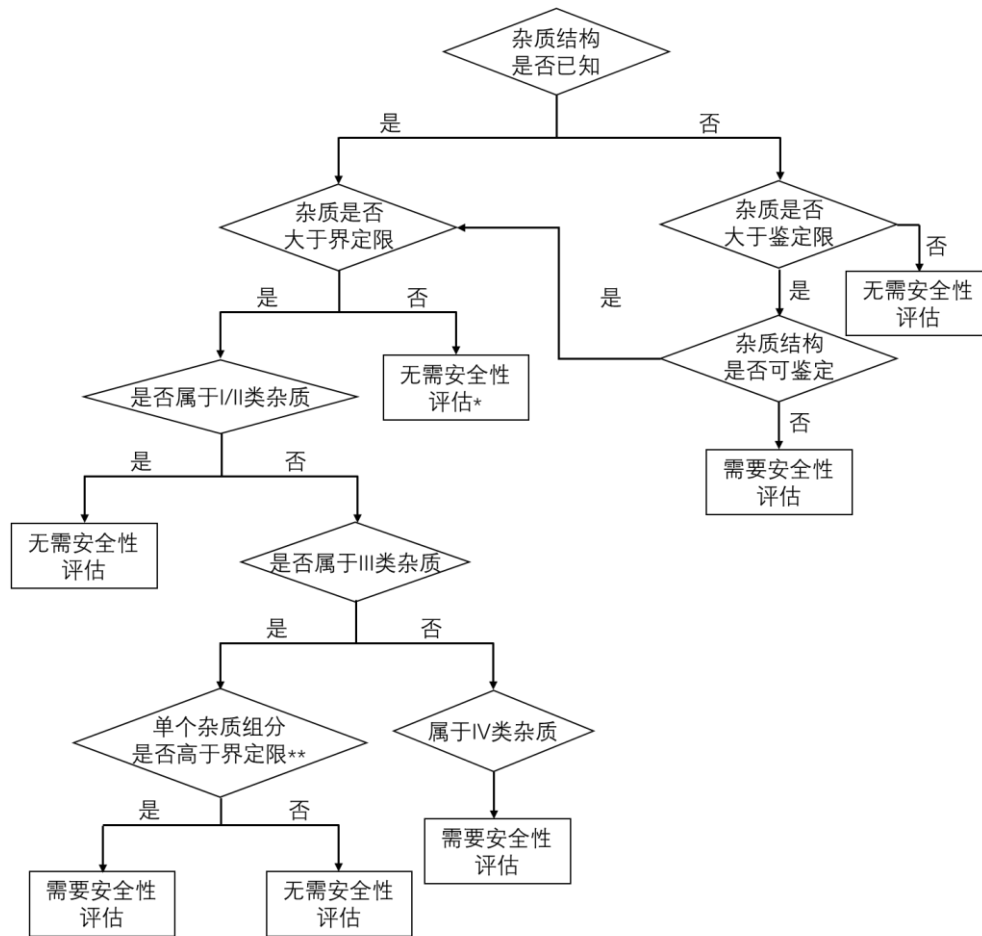 杂质结构
是否已知
是
否
杂质是否
大于界定限
杂质是否
大于鉴定限
否
是
否
是
是
无需安全性
评估
杂质结构
是否可鉴定
无需安全性
评估*
是否属于I/II类杂质
否
是
否
需要安全性
评估
无需安全性
评估
是否属于III类杂质
是
否
单个杂质组分
是否高于界定限**
属于IV类杂质
是
否
需要安全性
评估
需要安全性
评估
无需安全性
评估